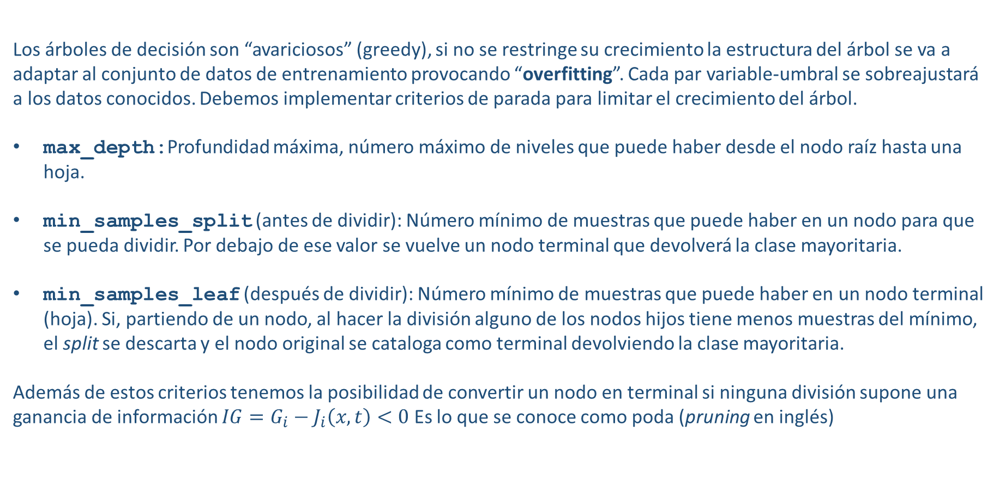 Los árboles de decisión son “avariciosos” (greedy), si no se restringe su crecimiento la estructura del árbol se va a
adaptar al conjunto de datos de entrenamiento provocando “overfitting”. Cada par variable-umbral se sobreajustará
a los datos conocidos. Debemos implementar criterios de parada para limitar el crecimiento del árbol.
• max_depth: Profundidad máxima, número máximo de niveles que puede haber desde el nodo raíz hasta una
hoja.
• min_samples_split (antes de dividir): Número mínimo de muestras que puede haber en un nodo para que
se pueda dividir. Por debajo de ese valor se vuelve un nodo terminal que devolverá la clase mayoritaria.
• min_samples_leaf (después de dividir): Número mínimo de muestras que puede haber en un nodo terminal
(hoja). Si, partiendo de un nodo, al hacer la división alguno de los nodos hijos tiene menos muestras del mínimo,
el split se descarta y el nodo original se cataloga como terminal devolviendo la clase mayoritaria.
Además de estos criterios tenemos la posibilidad de convertir un nodo en terminal si ninguna división supone una
ganancia de información IG = G_i − J_i(x, t) < 0 Es lo que se conoce como poda (pruning en inglés)